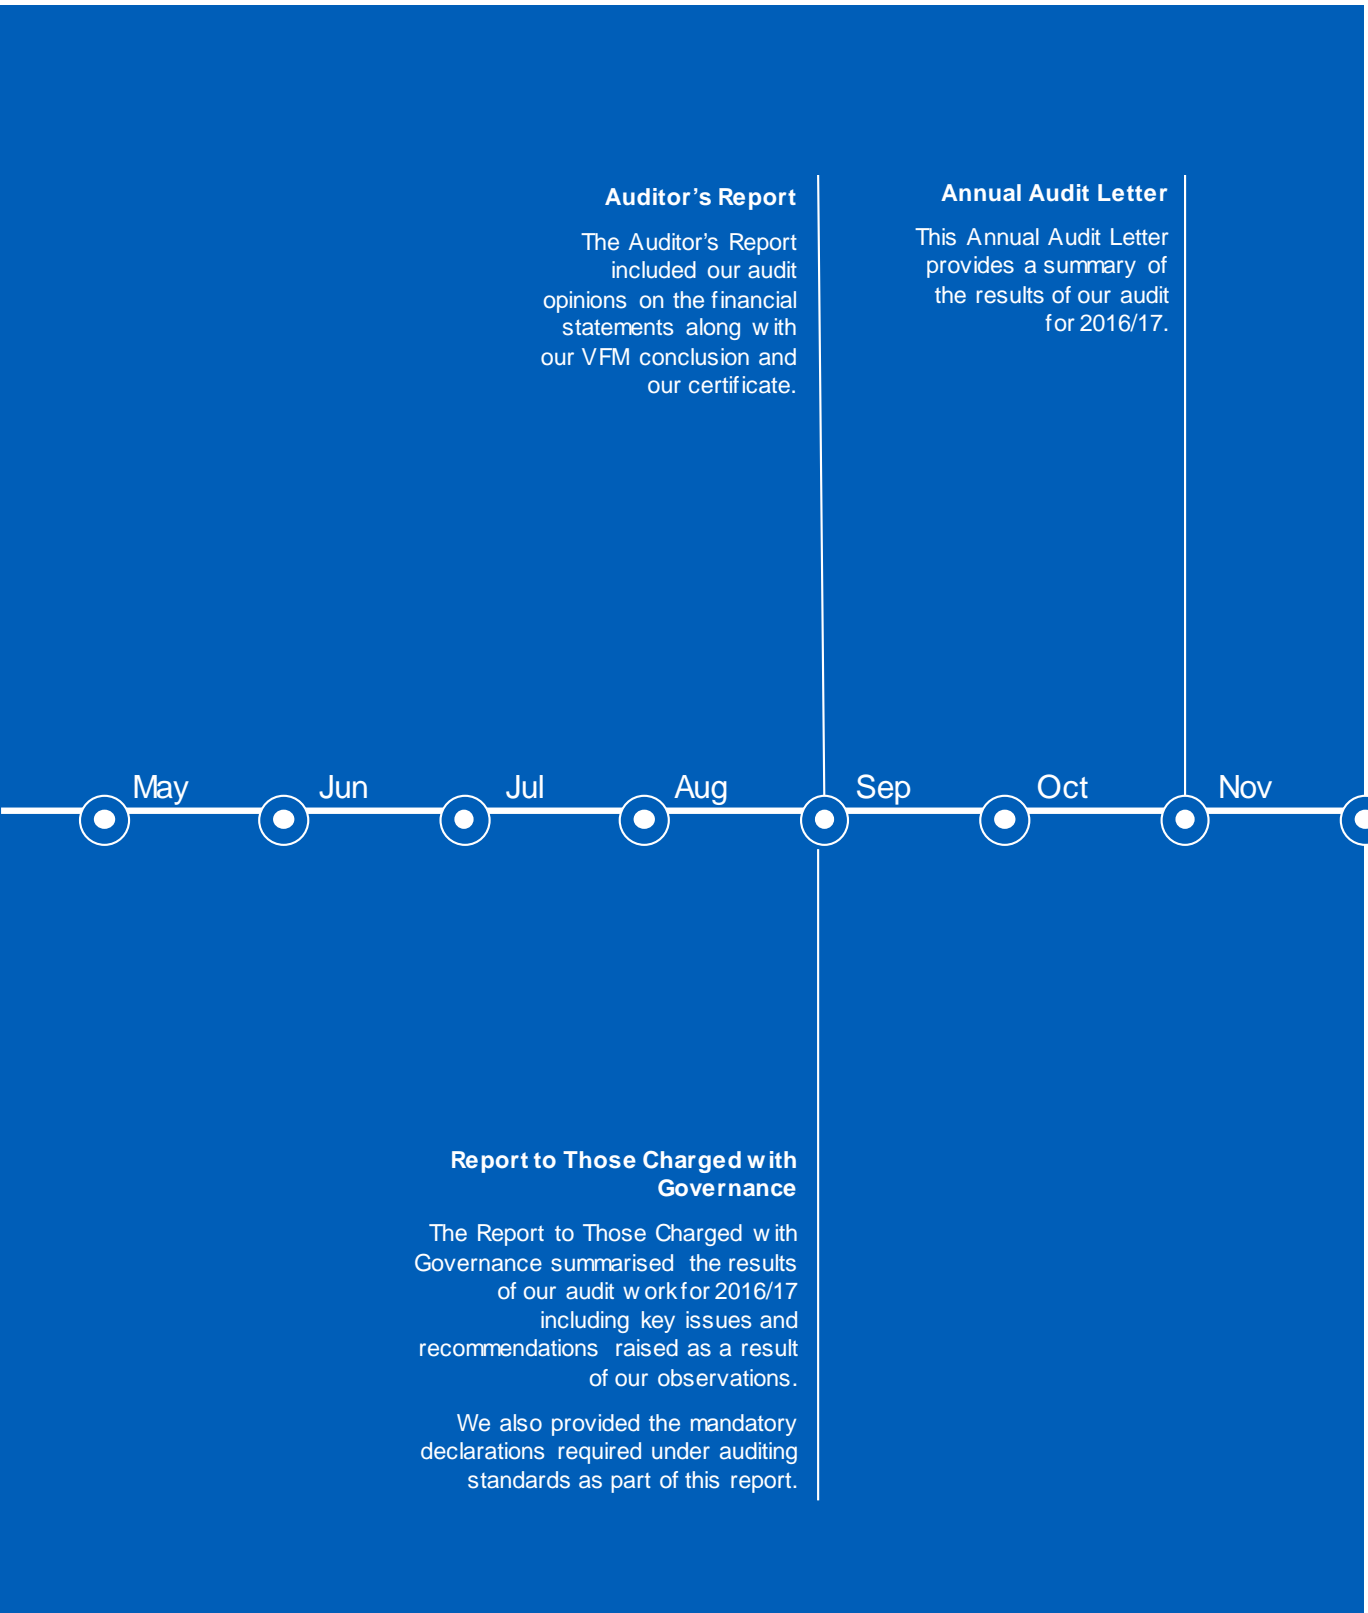 Auditor’s Report
The Auditor’s Report
included our audit
opinions on the financial
statements along with
our VFM conclusion and
our certificate.
Annual Audit Letter
This Annual Audit Letter
provides a summary of
the results of our audit
for 2016/17.
May
Jun
Jul
Aug
Sep
Oct
Nov
Report to Those Charged with
Governance
The Report to Those Charged with
Governance summarised the results
of our audit work for 2016/17
including key issues and
recommendations raised as a result
of our observations.
We also provided the mandatory
declarations required under auditing
standards as part of this report.